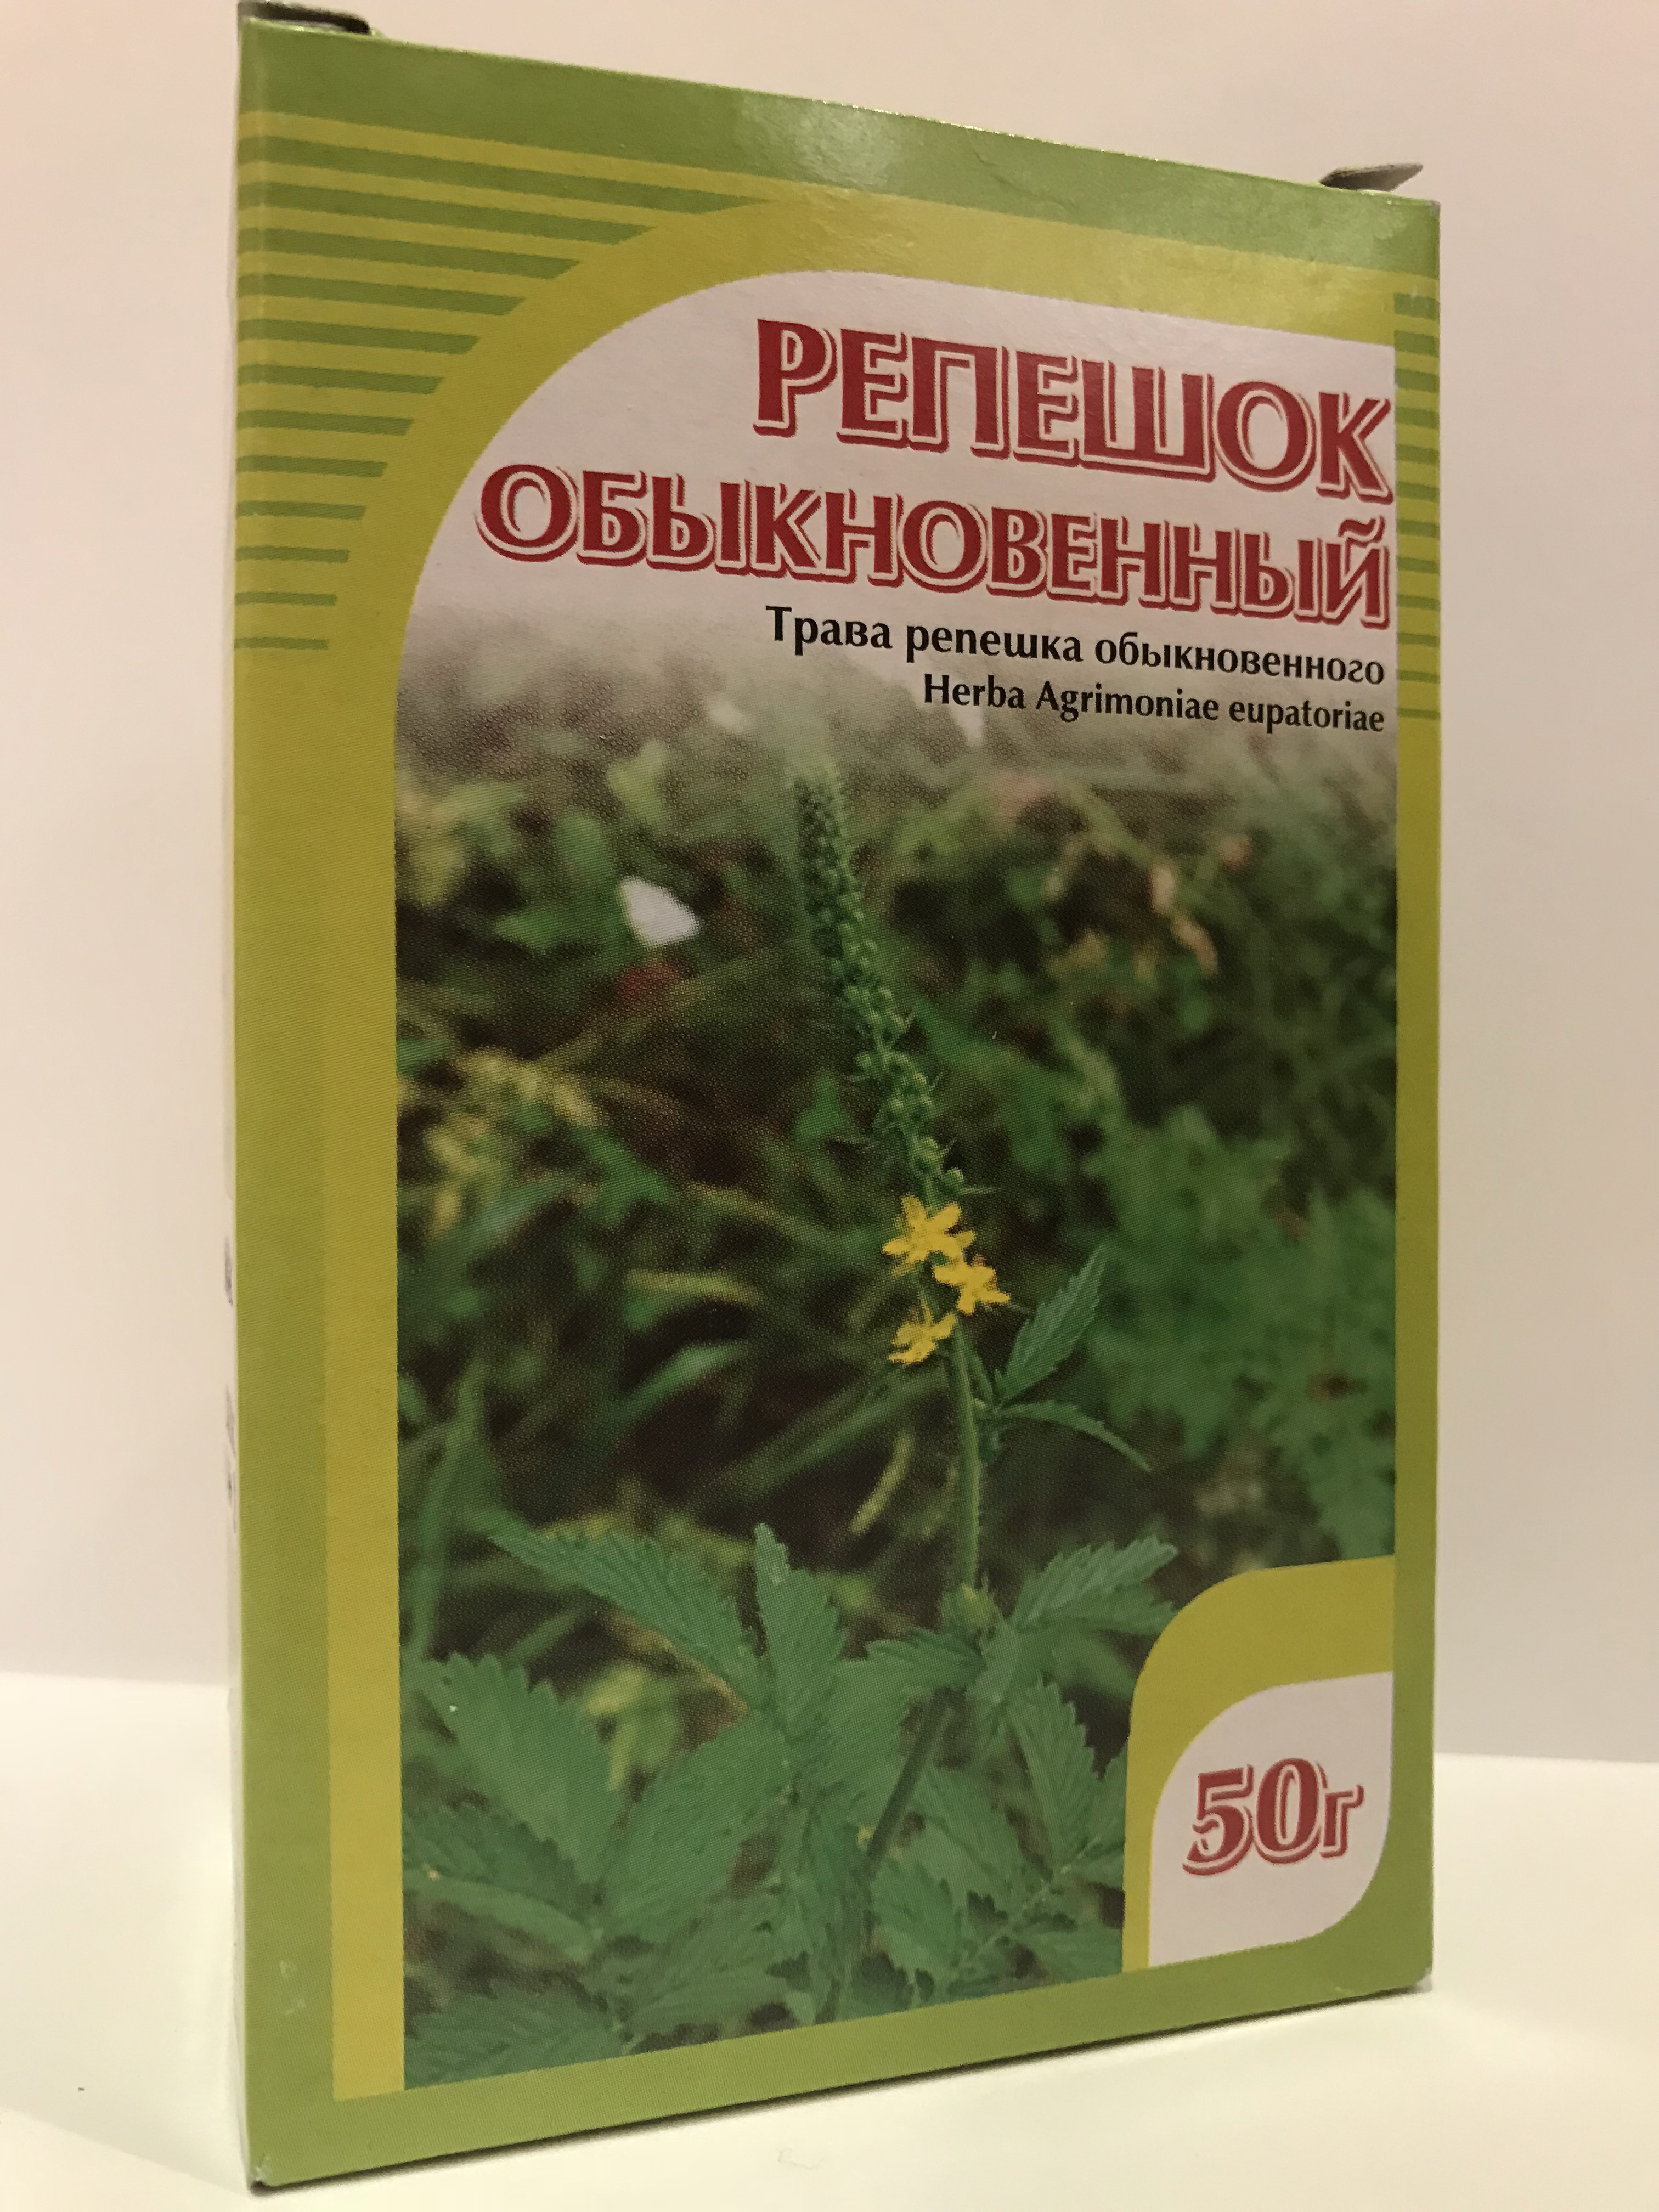 РЕПЕШОК
ОБЫКНОВЕННЫЙ
Трава репешка обыкновенного
Herba Agrimoniae eupatoriae
50г